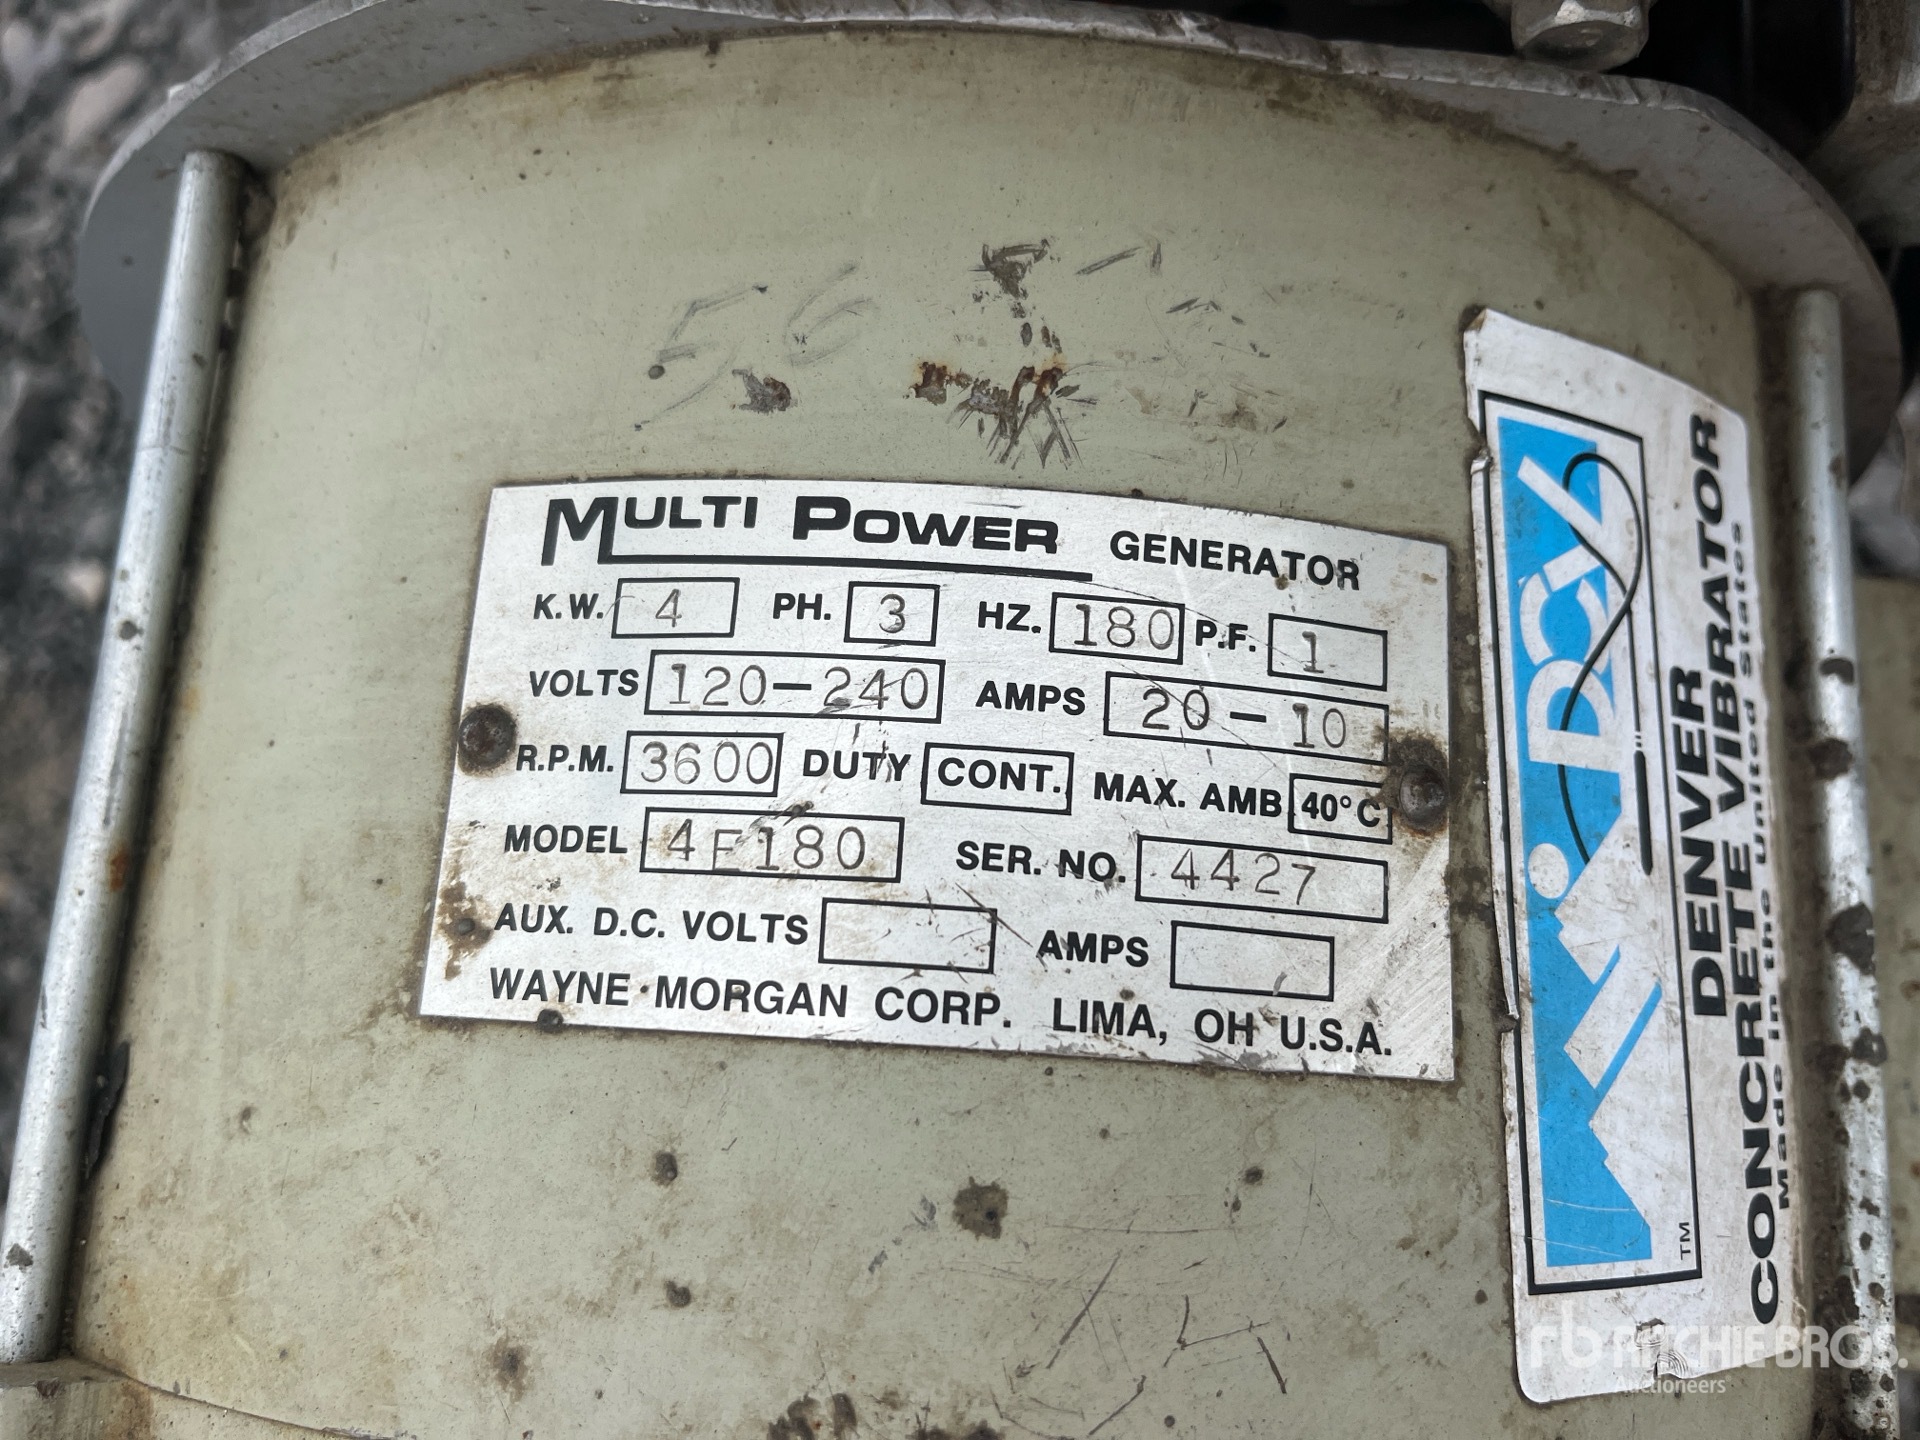 56
MULTI POWER GENERATOR
K.W. 4 PH. 3 HZ. 180 P.F. 1
VOLTS 120-240 AMPS 20-10
R.P.M. 3600 DUTY CONT. MAX. AMB 40°C
MODEL 4F180 SER. NO. 4427
AUX. D.C. VOLTS AMPS
WAYNE MORGAN CORP. LIMA, OH U.S.A.
DENVER
CONCRETE VIBRATOR
Made in the United States
TM
rb RITCHIE BROS.
Auctioneers